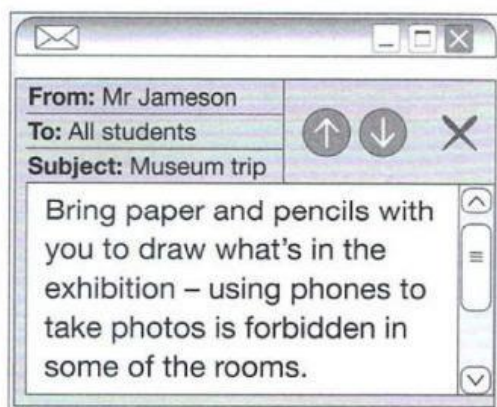 From: Mr Jameson
To: All students
Subject: Museum trip
Bring paper and pencils with
you to draw what's in the
exhibition – using phones to
take photos is forbidden in
some of the rooms.